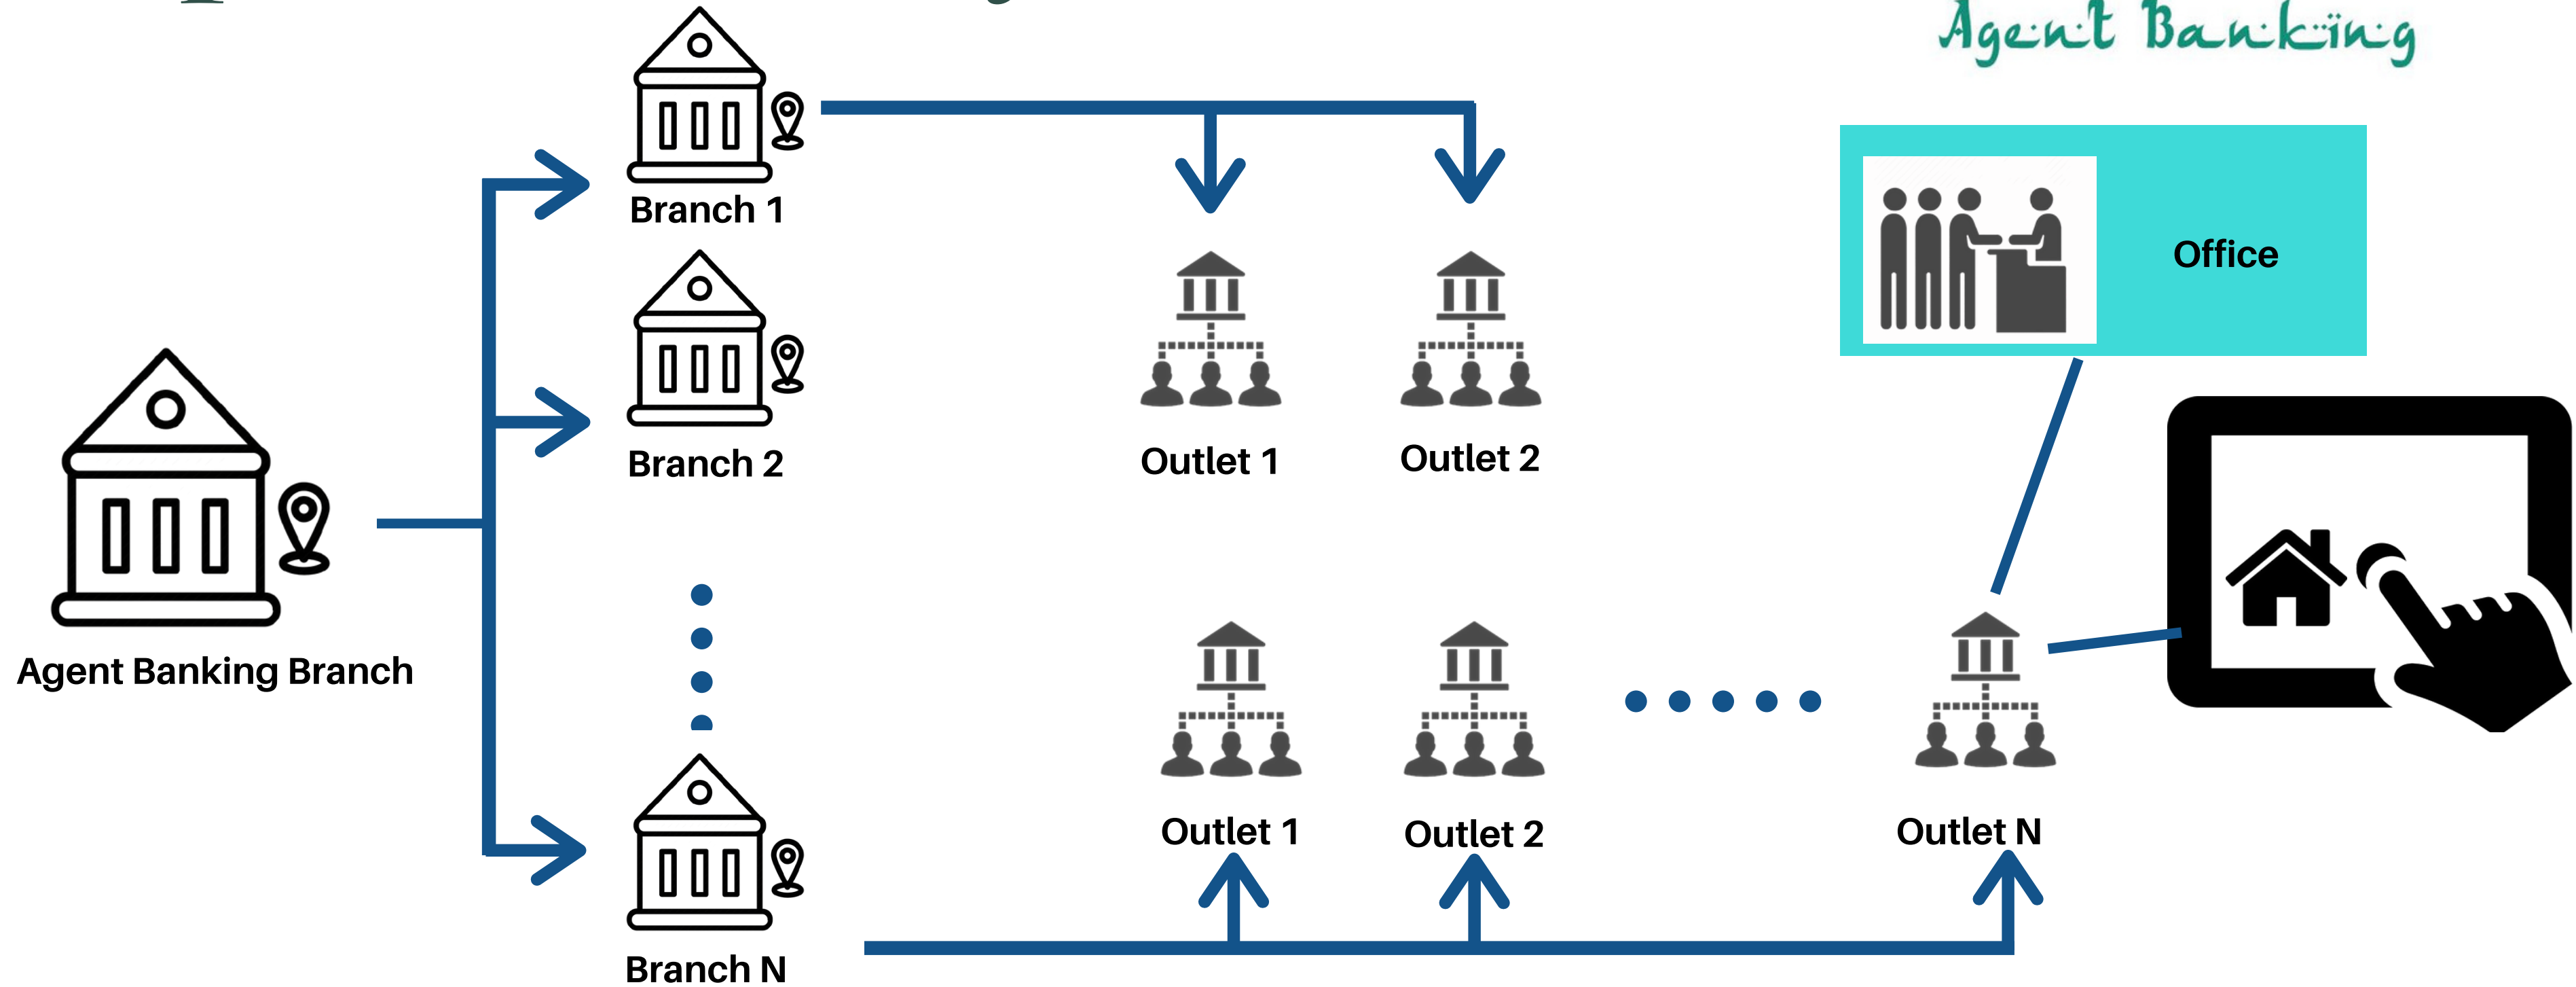 Agent Banking
Branch 1
Office
Branch 2
Outlet 1
Outlet 2
Agent Banking Branch
Outlet 1
Outlet 2
Outlet N
Branch N